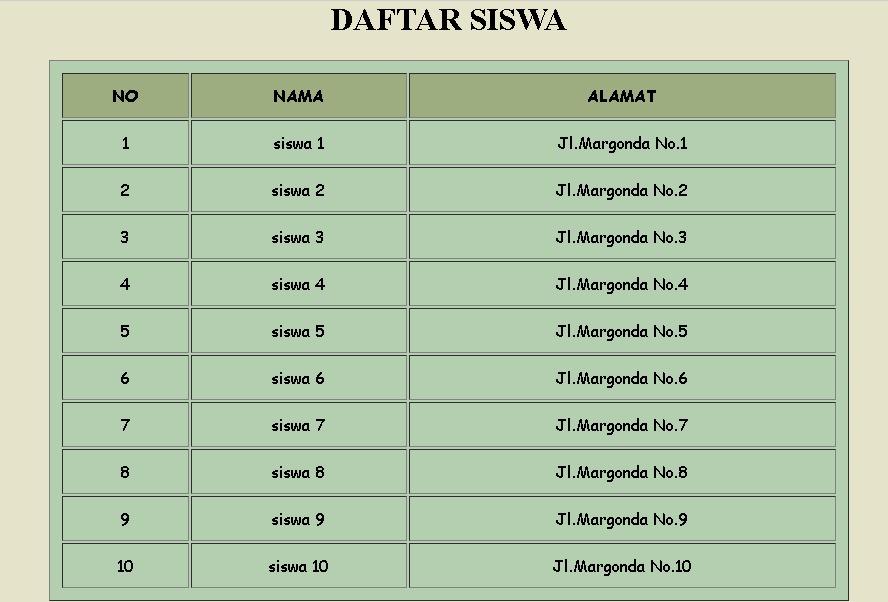 DAFTAR SISWA
NO NAMA ALAMAT
1 siswa 1 Jl.Margonda No.1
2 siswa 2 Jl.Margonda No.2
3 siswa 3 Jl.Margonda No.3
4 siswa 4 Jl.Margonda No.4
5 siswa 5 Jl.Margonda No.5
6 siswa 6 Jl.Margonda No.6
7 siswa 7 Jl.Margonda No.7
8 siswa 8 Jl.Margonda No.8
9 siswa 9 Jl.Margonda No.9
10 siswa 10 Jl.Margonda No.10